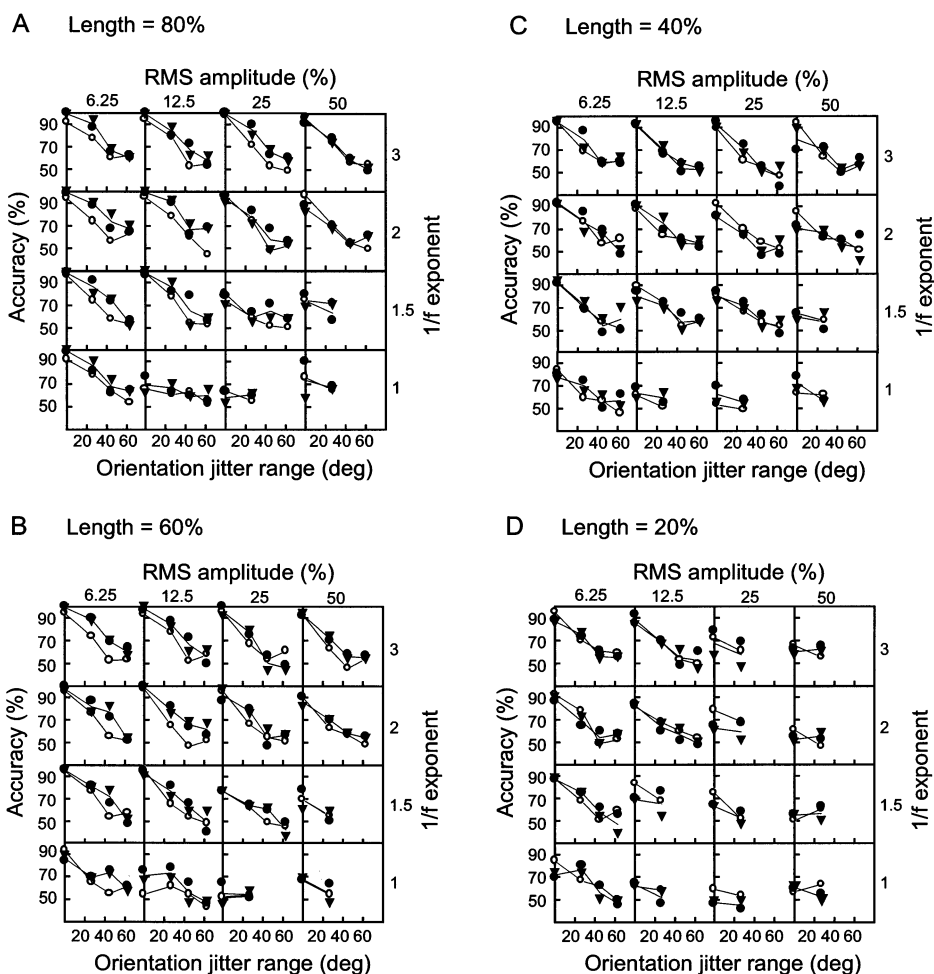 A Length = 80%
RMS amplitude (%)
6.25 12.5 25 50
90
70
50
3
90
70
50
2
90
70
50
1.5
90
70
50
1
Accuracy (%)
1/f exponent
20 40 60 20 40 60 20 40 60 20 40 60
Orientation jitter range (deg)
B Length = 60%
RMS amplitude (%)
6.25 12.5 25 50
90
70
50
3
90
70
50
2
90
70
50
1.5
90
70
50
1
Accuracy (%)
1/f exponent
20 40 60 20 40 60 20 40 60 20 40 60
Orientation jitter range (deg)
C Length = 40%
RMS amplitude (%)
6.25 12.5 25 50
90
70
50
3
90
70
50
2
90
70
50
1.5
90
70
50
1
Accuracy (%)
1/f exponent
20 40 60 20 40 60 20 40 60 20 40 60
Orientation jitter range (deg)
D Length = 20%
RMS amplitude (%)
6.25 12.5 25 50
90
70
50
3
90
70
50
2
90
70
50
1.5
90
70
50
1
Accuracy (%)
1/f exponent
20 40 60 20 40 60 20 40 60 20 40 60
Orientation jitter range (deg)